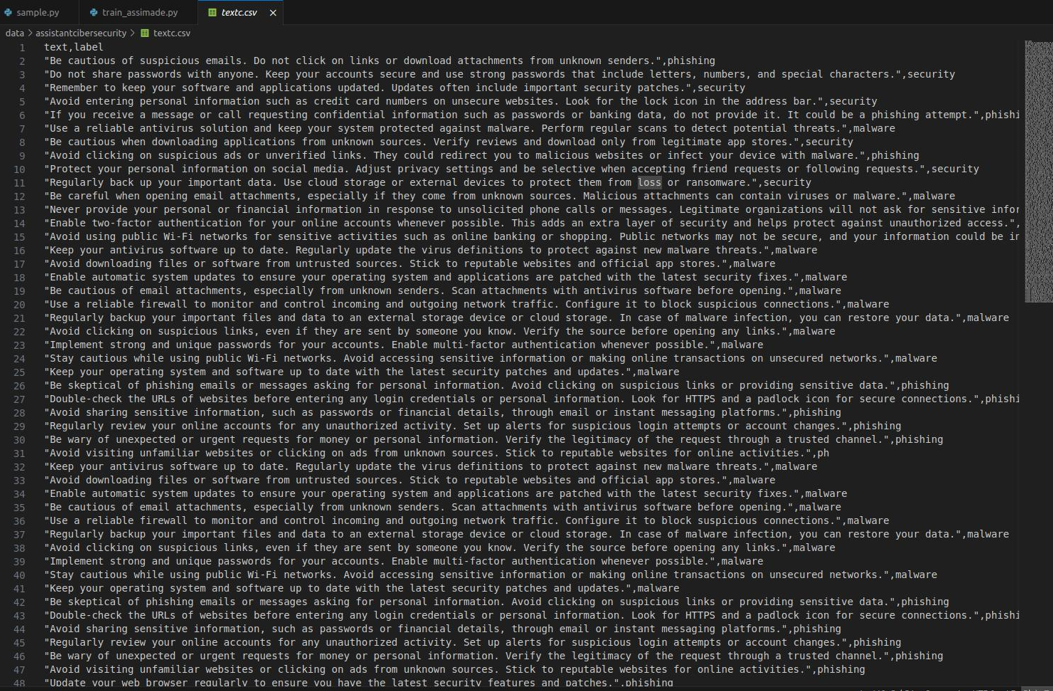 sample.py
train_assimade.py
textc.csv
data > assistantcibersecurity > textc.csv
1 text,label
2 "Be cautious of suspicious emails. Do not click on links or download attachments from unknown senders.",phishing
3 "Do not share passwords with anyone. Keep your accounts secure and use strong passwords that include letters, numbers, and special characters.",security
4 "Remember to keep your software and applications updated. Updates often include important security patches.",security
5 "Avoid entering personal information such as credit card numbers on unsecure websites. Look for the lock icon in the address bar.",security
6 "If you receive a message or call requesting confidential information such as passwords or banking data, do not provide it. It could be a phishing attempt.",phishi
7 "Use a reliable antivirus solution and keep your system protected against malware. Perform regular scans to detect potential threats.",malware
8 "Be cautious when downloading applications from unknown sources. Verify reviews and download only from legitimate app stores.",security
9 "Avoid clicking on suspicious ads or unverified links. They could redirect you to malicious websites or infect your device with malware.",phishing
10 "Protect your personal information on social media. Adjust privacy settings and be selective when accepting friend requests or following requests.",security
11 "Regularly back up your important data. Use cloud storage or external devices to protect them from loss or ransomware.",security
12 "Be careful when opening email attachments, especially if they come from unknown sources. Malicious attachments can contain viruses or malware.",malware
13 "Never provide your personal or financial information in response to unsolicited phone calls or messages. Legitimate organizations will not ask for sensitive infor
14 "Enable two-factor authentication for your online accounts whenever possible. This adds an extra layer of security and helps protect against unauthorized access.",
15 "Avoid using public Wi-Fi networks for sensitive activities such as online banking or shopping. Public networks may not be secure, and your information could be in
16 "Keep your antivirus software up to date. Regularly update the virus definitions to protect against new malware threats.",malware
17 "Avoid downloading files or software from untrusted sources. Stick to reputable websites and official app stores.",malware
18 "Enable automatic system updates to ensure your operating system and applications are patched with the latest security fixes.",malware
19 "Be cautious of email attachments, especially from unknown senders. Scan attachments with antivirus software before opening.",malware
20 "Use a reliable firewall to monitor and control incoming and outgoing network traffic. Configure it to block suspicious connections.",malware
21 "Regularly backup your important files and data to an external storage device or cloud storage. In case of malware infection, you can restore your data.",malware
22 "Avoid clicking on suspicious links, even if they are sent by someone you know. Verify the source before opening any links.",malware
23 "Implement strong and unique passwords for your accounts. Enable multi-factor authentication whenever possible.",malware
24 "Stay cautious while using public Wi-Fi networks. Avoid accessing sensitive information or making online transactions on unsecured networks.",malware
25 "Keep your operating system and software up to date with the latest security patches and updates.",malware
26 "Be skeptical of phishing emails or messages asking for personal information. Avoid clicking on suspicious links or providing sensitive data.",phishing
27 "Double-check the URLs of websites before entering any login credentials or personal information. Look for HTTPS and a padlock icon for secure connections.",phishi
28 "Avoid sharing sensitive information, such as passwords or financial details, through email or instant messaging platforms.",phishing
29 "Regularly review your online accounts for any unauthorized activity. Set up alerts for suspicious login attempts or account changes.",phishing
30 "Be wary of unexpected or urgent requests for money or personal information. Verify the legitimacy of the request through a trusted channel.",phishing
31 "Avoid visiting unfamiliar websites or clicking on ads from unknown sources. Stick to reputable websites for online activities.",ph
32 "Keep your antivirus software up to date. Regularly update the virus definitions to protect against new malware threats.",malware
33 "Avoid downloading files or software from untrusted sources. Stick to reputable websites and official app stores.",malware
34 "Enable automatic system updates to ensure your operating system and applications are patched with the latest security fixes.",malware
35 "Be cautious of email attachments, especially from unknown senders. Scan attachments with antivirus software before opening.",malware
36 "Use a reliable firewall to monitor and control incoming and outgoing network traffic. Configure it to block suspicious connections.",malware
37 "Regularly backup your important files and data to an external storage device or cloud storage. In case of malware infection, you can restore your data.",malware
38 "Avoid clicking on suspicious links, even if they are sent by someone you know. Verify the source before opening any links.",malware
39 "Implement strong and unique passwords for your accounts. Enable multi-factor authentication whenever possible.",malware
40 "Stay cautious while using public Wi-Fi networks. Avoid accessing sensitive information or making online transactions on unsecured networks.",malware
41 "Keep your operating system and software up to date with the latest security patches and updates.",malware
42 "Be skeptical of phishing emails or messages asking for personal information. Avoid clicking on suspicious links or providing sensitive data.",phishing
43 "Double-check the URLs of websites before entering any login credentials or personal information. Look for HTTPS and a padlock icon for secure connections.",phishi
44 "Avoid sharing sensitive information, such as passwords or financial details, through email or instant messaging platforms.",phishing
45 "Regularly review your online accounts for any unauthorized activity. Set up alerts for suspicious login attempts or account changes.",phishing
46 "Be wary of unexpected or urgent requests for money or personal information. Verify the legitimacy of the request through a trusted channel.",phishing
47 "Avoid visiting unfamiliar websites or clicking on ads from unknown sources. Stick to reputable websites for online activities.",phishing
48 "Update your web browser regularly to ensure you have the latest security features and patches.",phishing